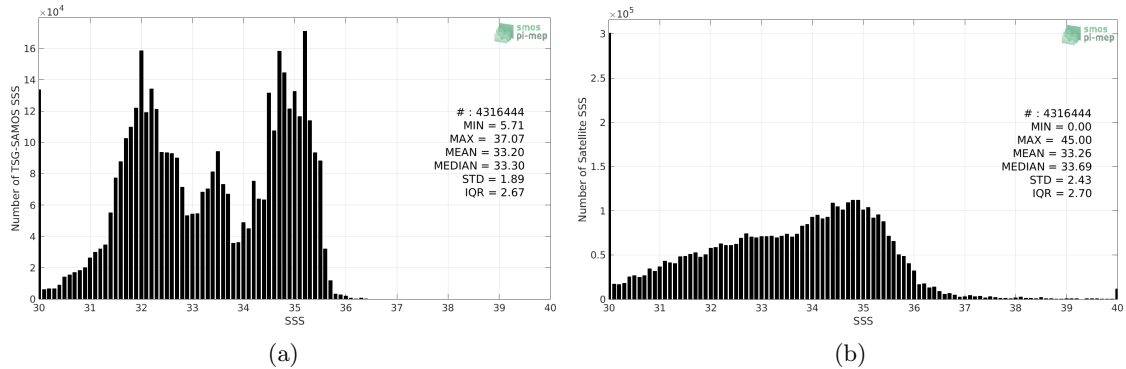 ×10⁴
smos
pi-mep
16
14
12
10
8
6
4
2
0
Number of TSG-SAMOS SSS
# : 4316444
MIN = 5.71
MAX = 37.07
MEAN = 33.20
MEDIAN = 33.30
STD = 1.89
IQR = 2.67
30 31 32 33 34 35 36 37 38 39 40
SSS
(a)
×10⁵
smos
pi-mep
3
2.5
2
1.5
1
0.5
0
Number of Satellite SSS
# : 4316444
MIN = 0.00
MAX = 45.00
MEAN = 33.26
MEDIAN = 33.69
STD = 2.43
IQR = 2.70
30 31 32 33 34 35 36 37 38 39 40
SSS
(b)